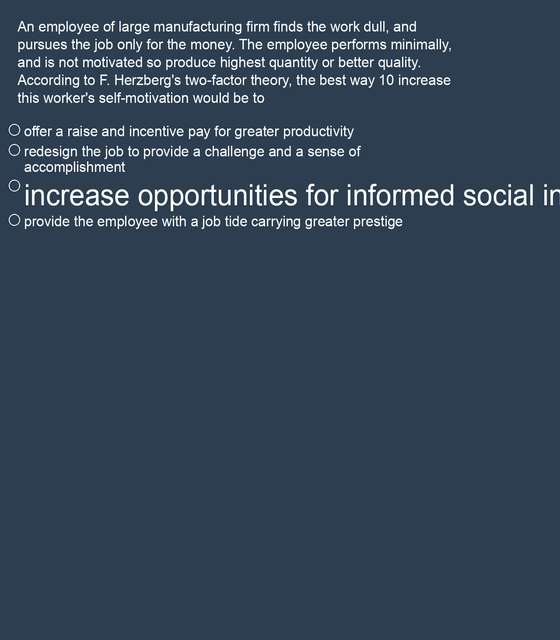 An employee of large manufacturing firm finds the work dull, and
pursues the job only for the money. The employee performs minimally,
and is not motivated so produce highest quantity or better quality.
According to F. Herzberg's two-factor theory, the best way 10 increase
this worker's self-motivation would be to
offer a raise and incentive pay for greater productivity
redesign the job to provide a challenge and a sense of
accomplishment
increase opportunities for informed social
provide the employee with a job tide carrying greater prestige